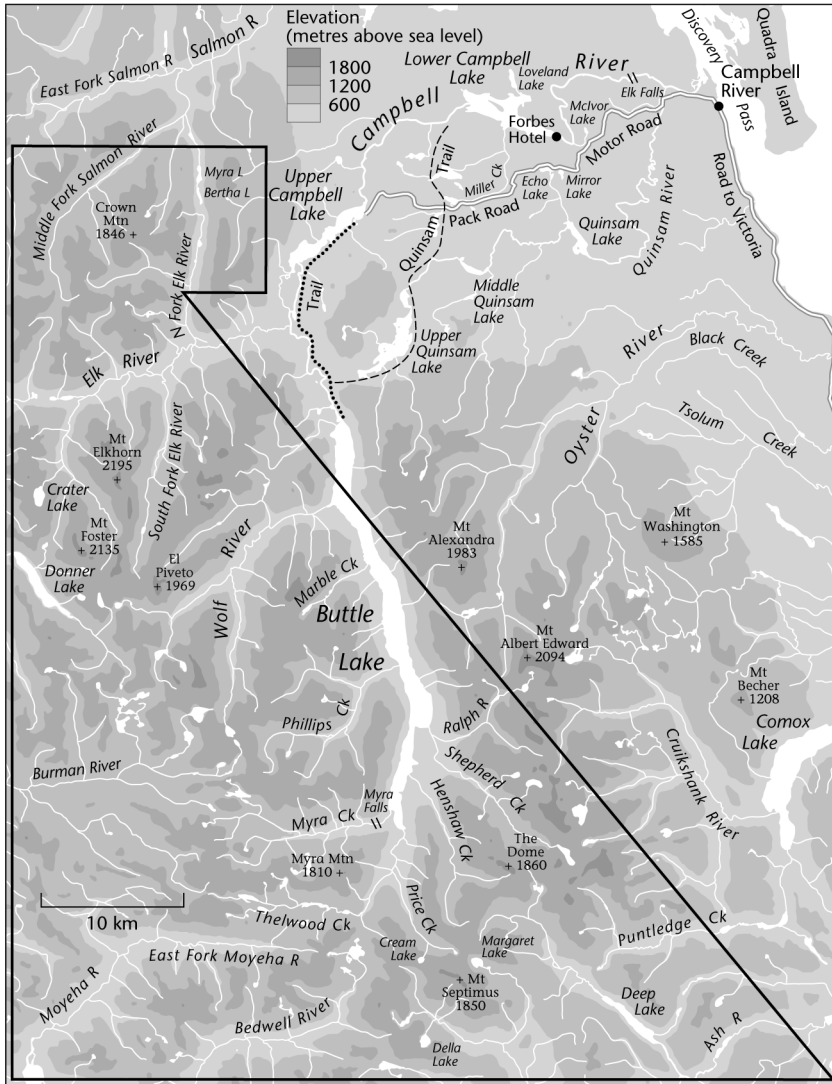 Elevation
(metres above sea level)
1800
1200
600
Salmon R
East Fork Salmon R
Middle Fork Salmon River
Lower Campbell
Lake
Loveland
Lake
River
Elk Falls
Discovery
Pass
Quadra Island
Campbell
River
Campbell
McIvor
Lake
Forbes
Hotel
Motor Road
Myra L
Bertha L
Upper
Campbell
Lake
Trail
Miller Ck
Echo
Lake
Mirror
Lake
Pack Road
Road to Victoria
Crown
Mtn
1846 +
Quinsam
Quinsam
Lake
Quinsam River
N Fork Elk River
Trail
Middle
Quinsam
Lake
Upper
Quinsam
Lake
Elk River
River
Black Creek
Oyster
Tsolum Creek
Mt
Elkhorn
2195
+
South Fork Elk River
Crater
Lake
Mt
Foster
+ 2135
Mt
Washington
+ 1585
Mt
Alexandra
1983
+
El
Piveto
+ 1969
River
Donner
Lake
Wolf
Marble Ck
Buttle
Lake
Mt
Albert Edward
+ 2094
Mt
Becher
+ 1208
Comox
Lake
Phillips Ck
Ralph R
Shepherd Ck
Cruikshank River
Burman River
Myra
Falls
Myra Ck
Henshaw Ck
The
Dome
+ 1860
Myra Mtn
1810 +
10 km
Price Ck
Thelwood Ck
Puntledge Ck
East Fork Moyeha R
Cream
Lake
Margaret
Lake
Moyeha R
+ Mt
Septimus
1850
Deep
Lake
Bedwell River
Ash R
Della
Lake